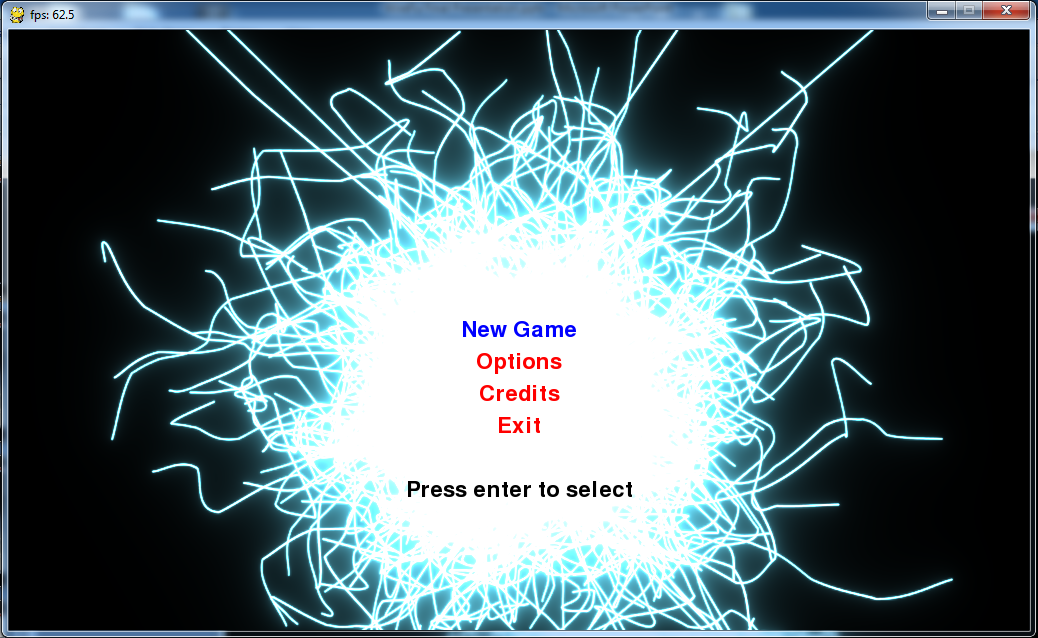 fps: 62.5
New Game
Options
Credits
Exit
Press enter to select